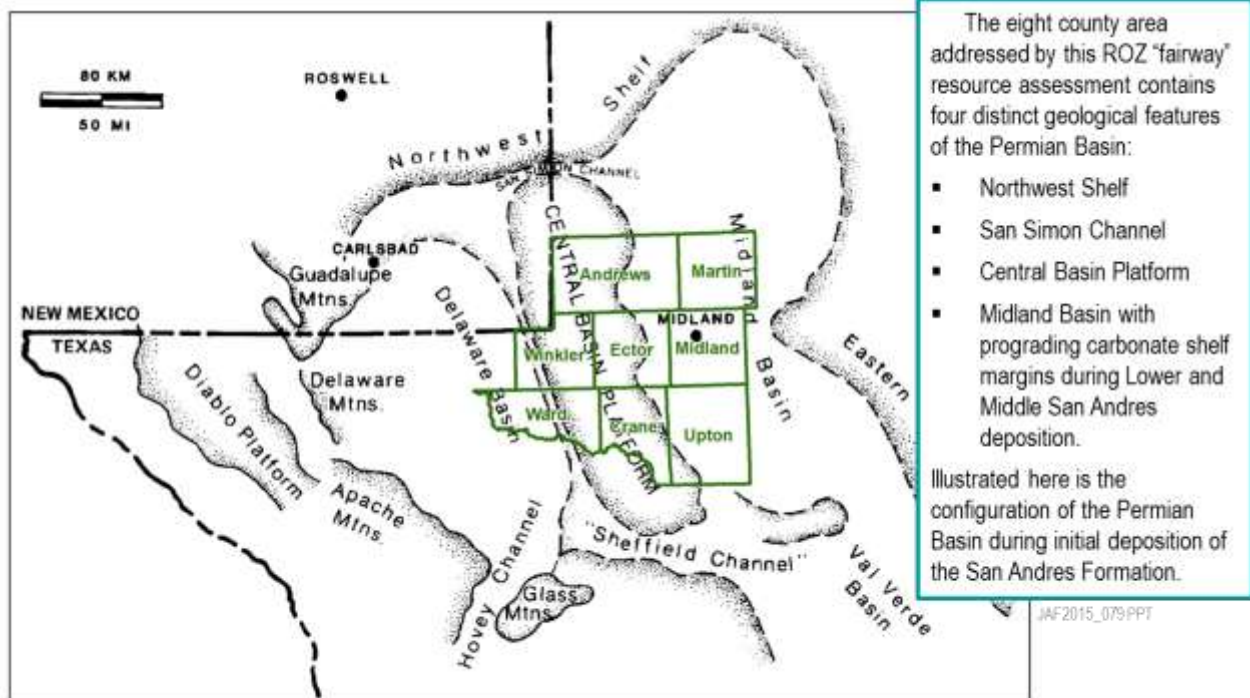 80 KM
50 MI
ROSWELL
Northwest Shelf
SAN SIMON CHANNEL
CARLSBAD
Guadalupe
Mtns.
NEW MEXICO
TEXAS
Delaware
Mtns.
Diablo Platform
Apache
Mtns.
Delaware Basin
CENTRAL BASIN PLATFORM
Midland Basin
MIDLAND
Andrews
Martin
Winkler
Ector
Midland
Ward
Crane
Upton
Eastern
"Sheffield Channel"
Hovey Channel
Glass
Mtns.
Val Verde
Basin
The eight county area
addressed by this ROZ "fairway"
resource assessment contains
four distinct geological features
of the Permian Basin:
▪ Northwest Shelf
▪ San Simon Channel
▪ Central Basin Platform
▪ Midland Basin with
prograding carbonate shelf
margins during Lower and
Middle San Andres
deposition.
Illustrated here is the
configuration of the Permian
Basin during initial deposition of
the San Andres Formation.
JAF2015_079.PPT